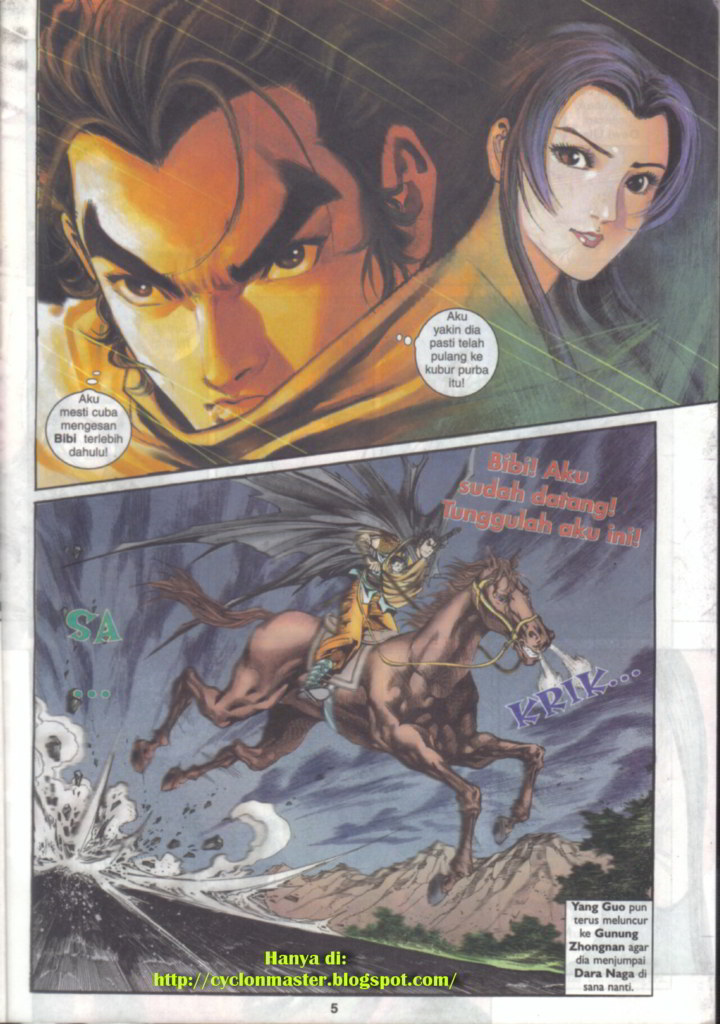 Aku
yakin dia
pasti telah
pulang ke
kubur purba
itu!
Aku
mesti cuba
mengesan
Bibi terlebih
dahulu!
Bibi! Aku
sudah datang!
Tunggulah aku ini!
SA
...
KRIK...
Yang Guo pun
terus meluncur
ke Gunung
Zhongnan agar
dia menjumpai
Dara Naga di
sana nanti.
Hanya di:
http://cyclonmaster.blogspot.com/
5